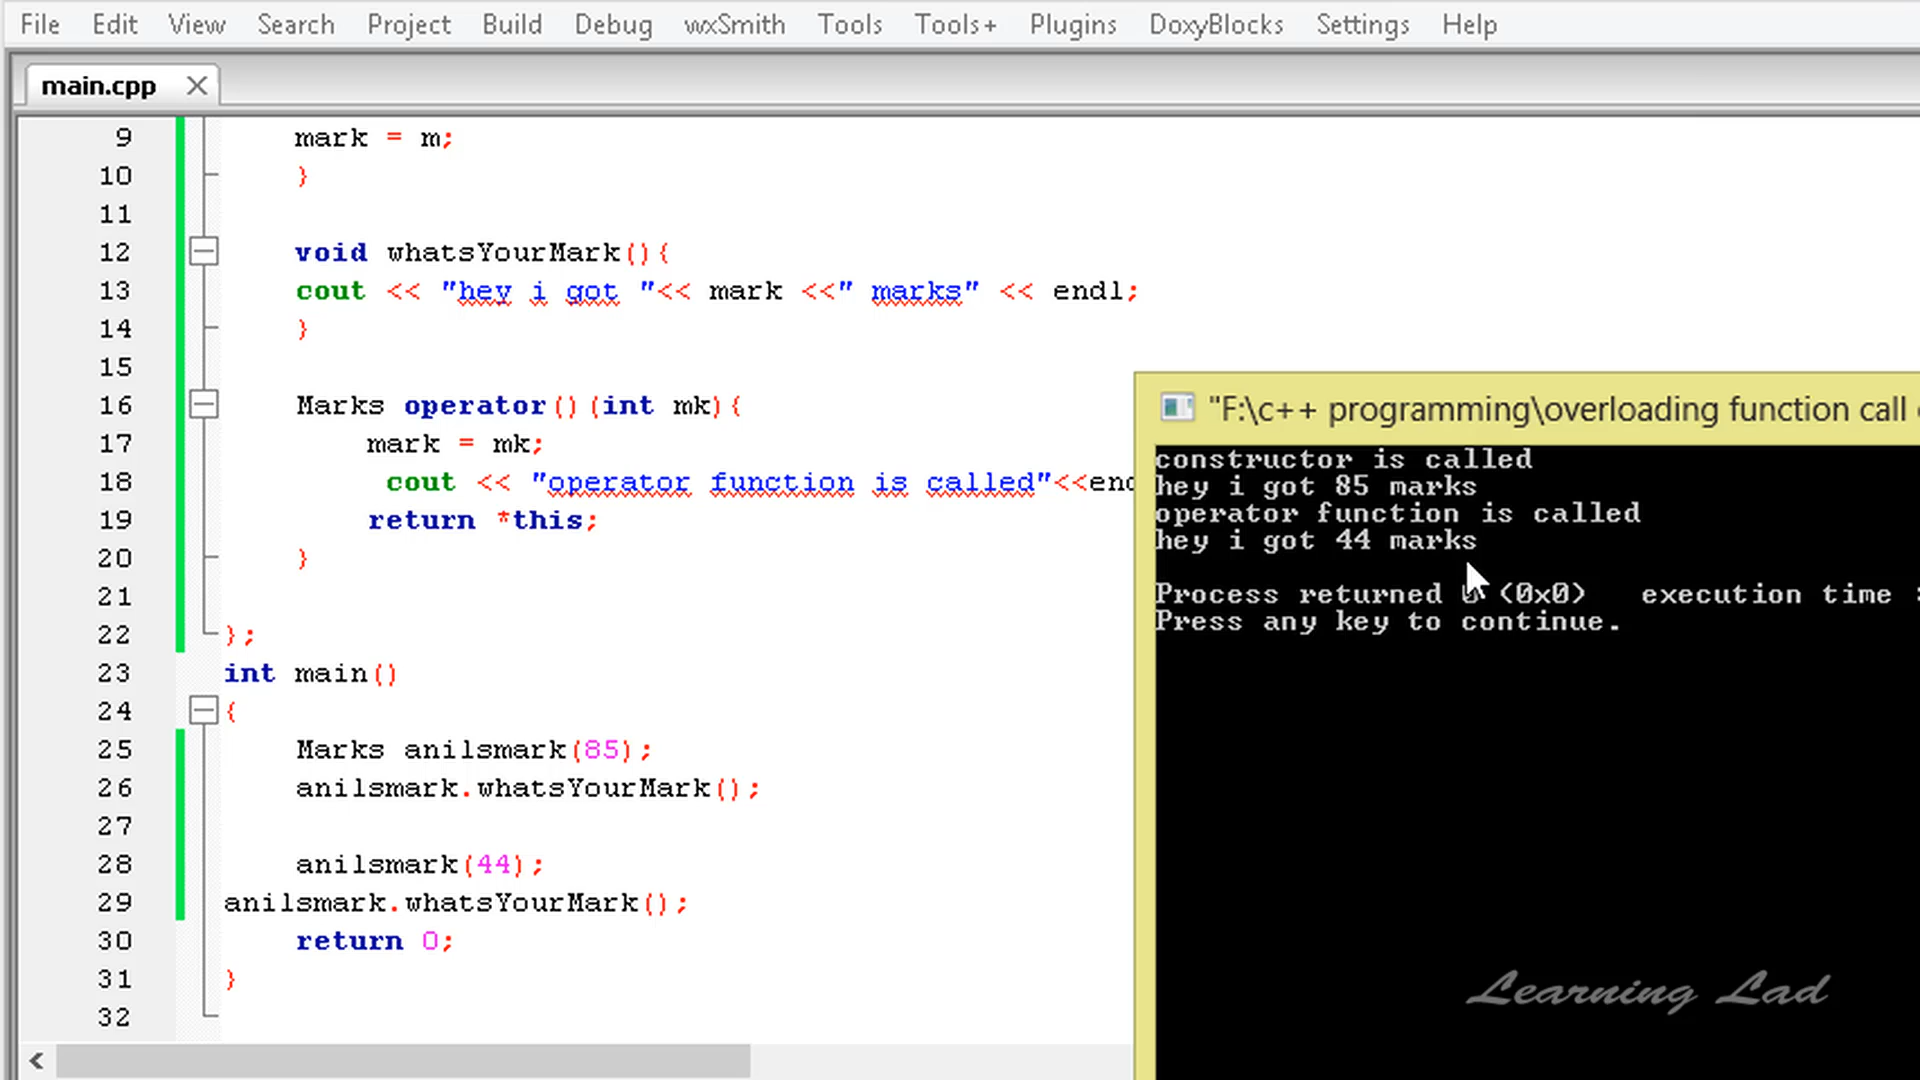 File Edit View Search Project Build Debug wxSmith Tools Tools+ Plugins DoxyBlocks Settings Help
main.cpp
9 mark = m;
10 }
11
12 void whatsYourMark(){
13 cout << "hey i got "<< mark <<" marks" << endl;
14 }
15
16 Marks operator()(int mk){
17 mark = mk;
18 cout << "operator function is called"<<end
19 return *this;
20 }
21
22 };
23 int main()
24 {
25 Marks anilsmark(85);
26 anilsmark.whatsYourMark();
27
28 anilsmark(44);
29 anilsmark.whatsYourMark();
30 return 0;
31 }
32
"F:\c++ programming\overloading function call
constructor is called
hey i got 85 marks
operator function is called
hey i got 44 marks
Process returned 0 (0x0) execution time :
Press any key to continue.
Learning Lad